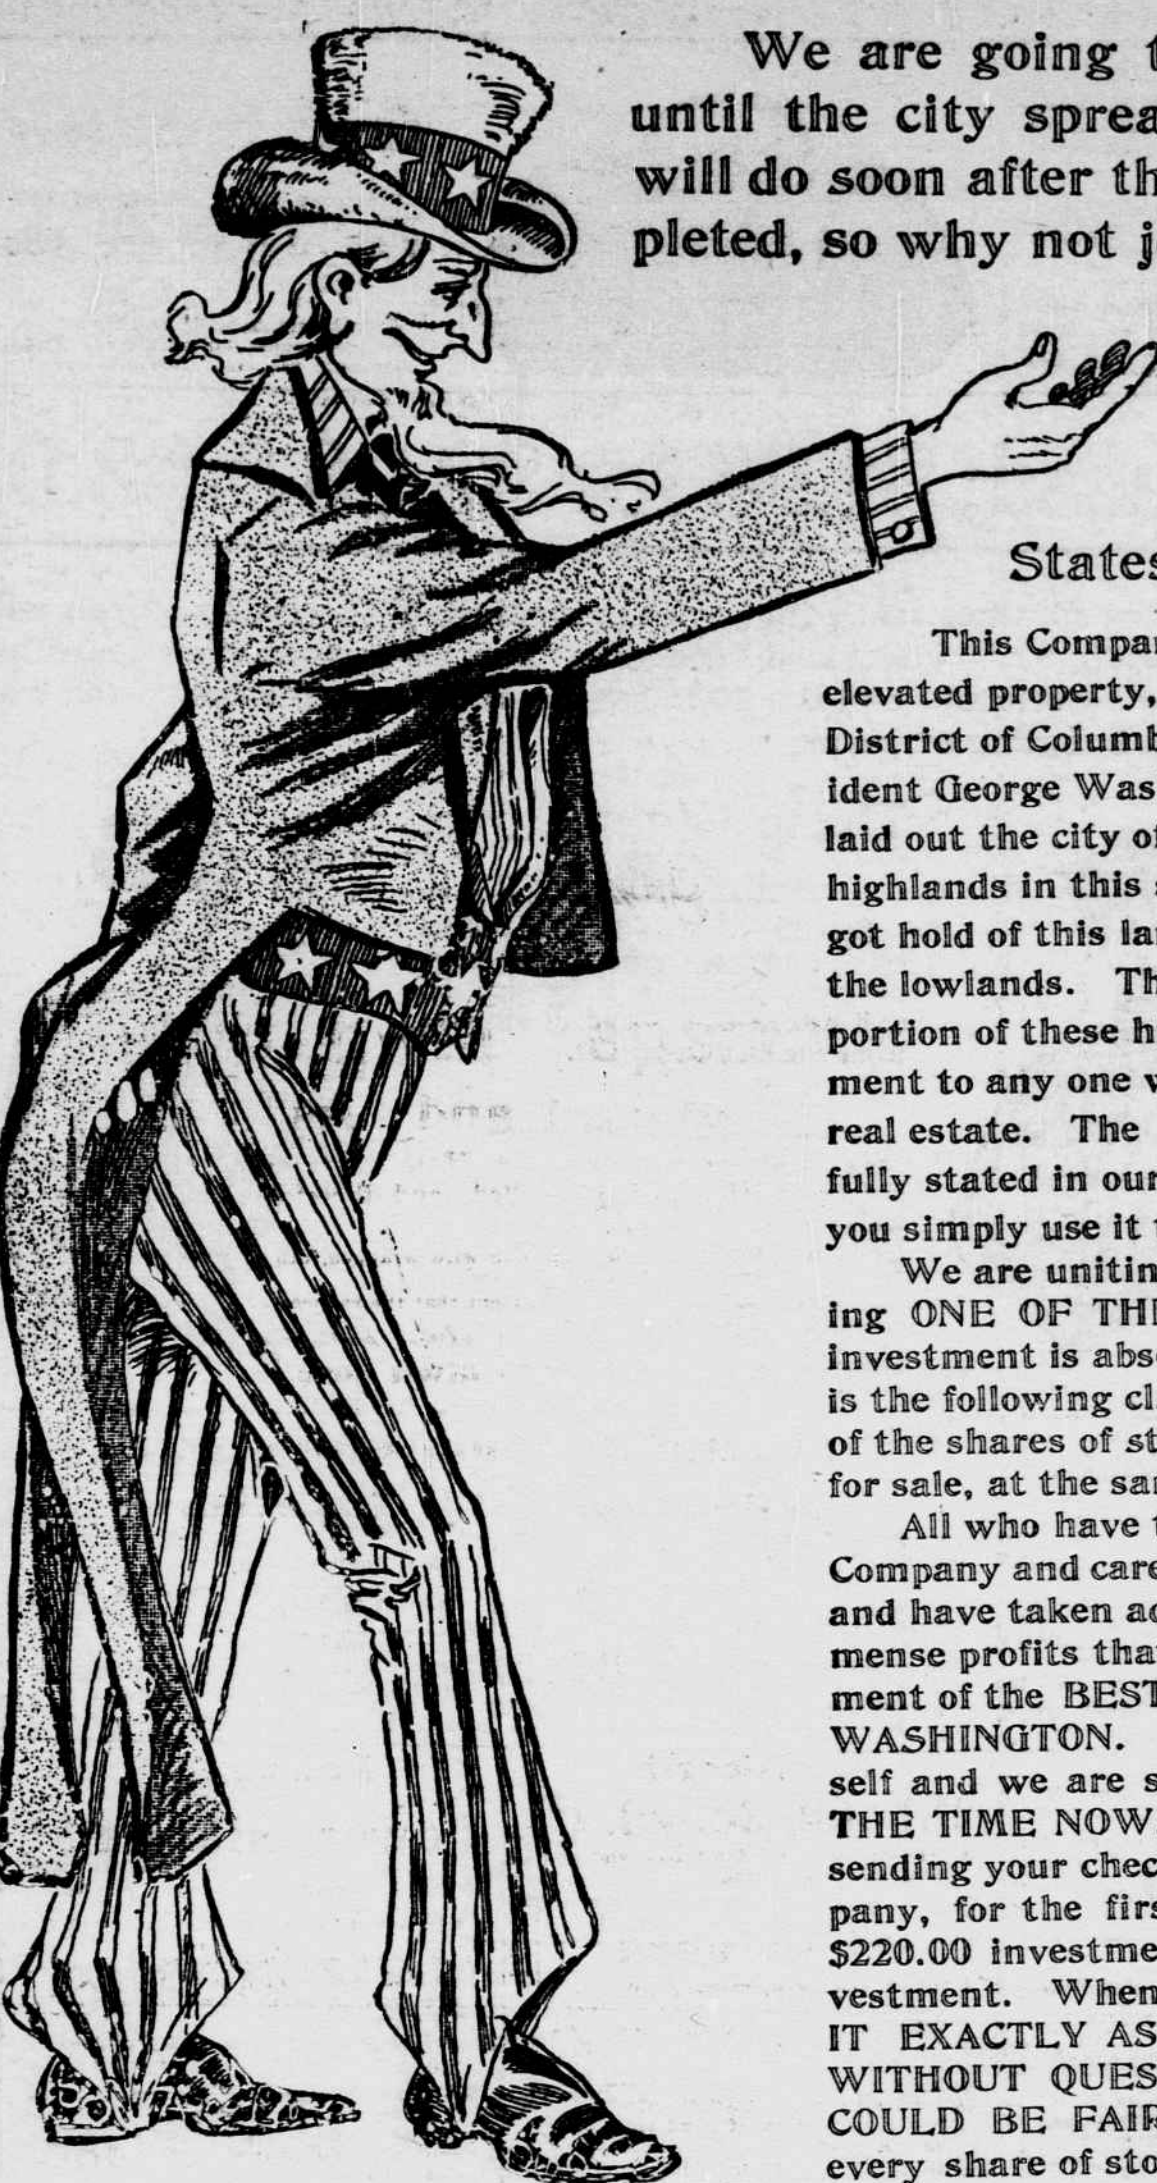 We are going
until the city sprea
will do soon after th
pleted, so why not
States
This Compa
elevated property,
District of Columb
ident George Was
laid out the city of
highlands in this
got hold of this la
the lowlands. Th
portion of these h
ment to any one
real estate. The
fully stated in our
you simply use it
We are unitin
ing ONE OF THE
investment is abs
is the following cl
of the shares of st
for sale, at the sa
All who have
Company and care
and have taken a
mense profits tha
ment of the BEST
WASHINGTON.
self and we are s
THE TIME NOW
sending your chec
pany, for the firs
$220.00 investme
vestment. When
IT EXACTLY AS
WITHOUT QUES
COULD BE FAIR
every share of sto